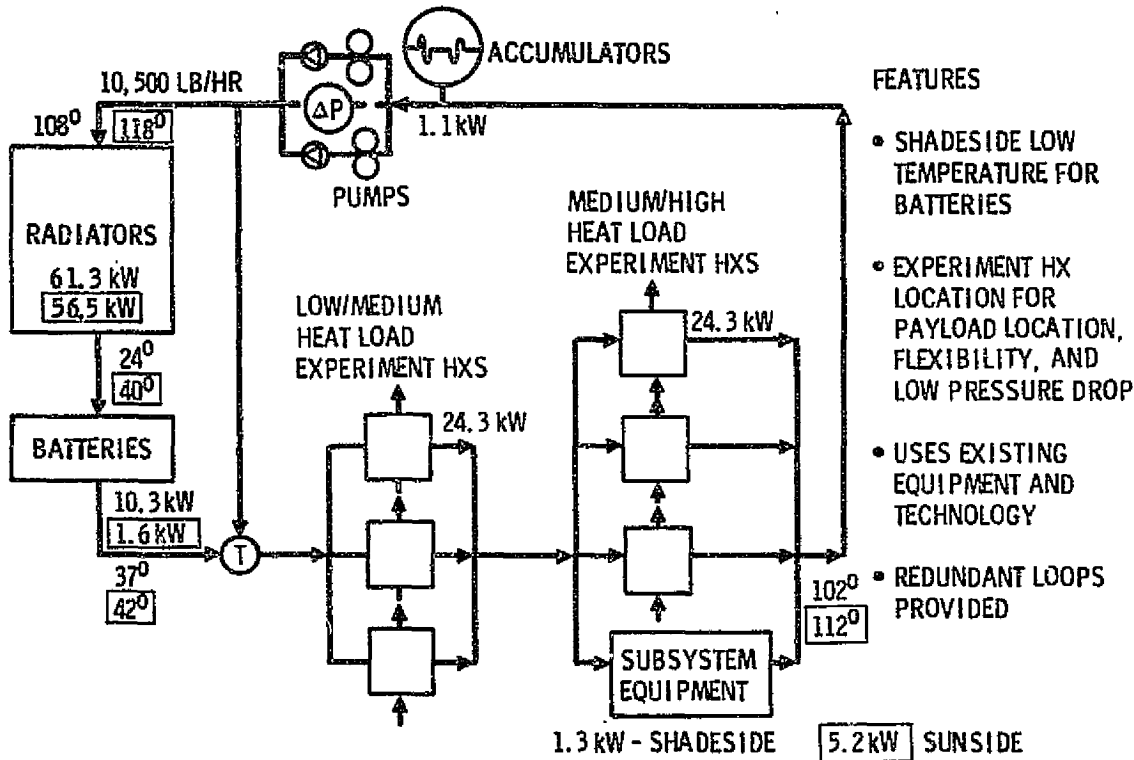 ACCUMULATORS
10,500 LB/HR
108⁰
118⁰
ΔP
1.1 kW
PUMPS
RADIATORS
61.3 kW
56.5 kW
24⁰
40⁰
BATTERIES
10.3 kW
1.6 kW
37⁰
42⁰
T
LOW/MEDIUM
HEAT LOAD
EXPERIMENT HXS
24.3 kW
MEDIUM/HIGH
HEAT LOAD
EXPERIMENT HXS
24.3 kW
SUBSYSTEM
EQUIPMENT
102⁰
112⁰
1.3 kW - SHADESIDE
5.2 kW SUNSIDE
FEATURES
• SHADESIDE LOW
TEMPERATURE FOR
BATTERIES
• EXPERIMENT HX
LOCATION FOR
PAYLOAD LOCATION,
FLEXIBILITY, AND
LOW PRESSURE DROP
• USES EXISTING
EQUIPMENT AND
TECHNOLOGY
• REDUNDANT LOOPS
PROVIDED